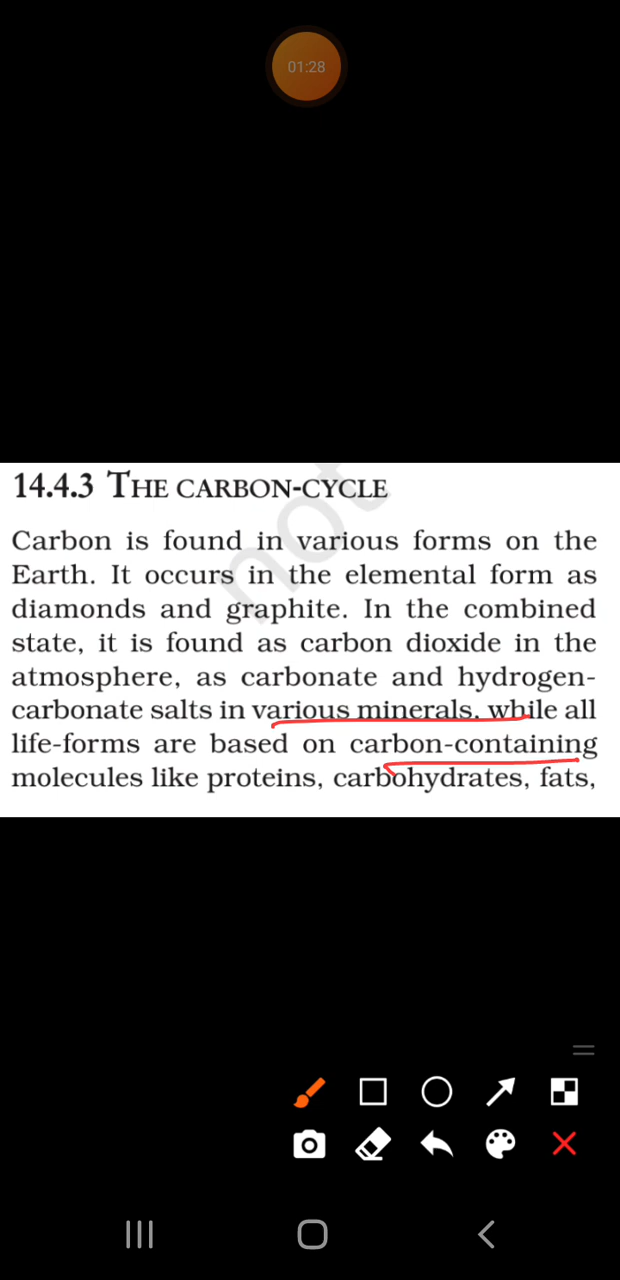 01:28
14.4.3 THE CARBON-CYCLE
Carbon is found in various forms on the
Earth. It occurs in the elemental form as
diamonds and graphite. In the combined
state, it is found as carbon dioxide in the
atmosphere, as carbonate and hydrogen-
carbonate salts in various minerals, while all
life-forms are based on carbon-containing
molecules like proteins, carbohydrates, fats,
not